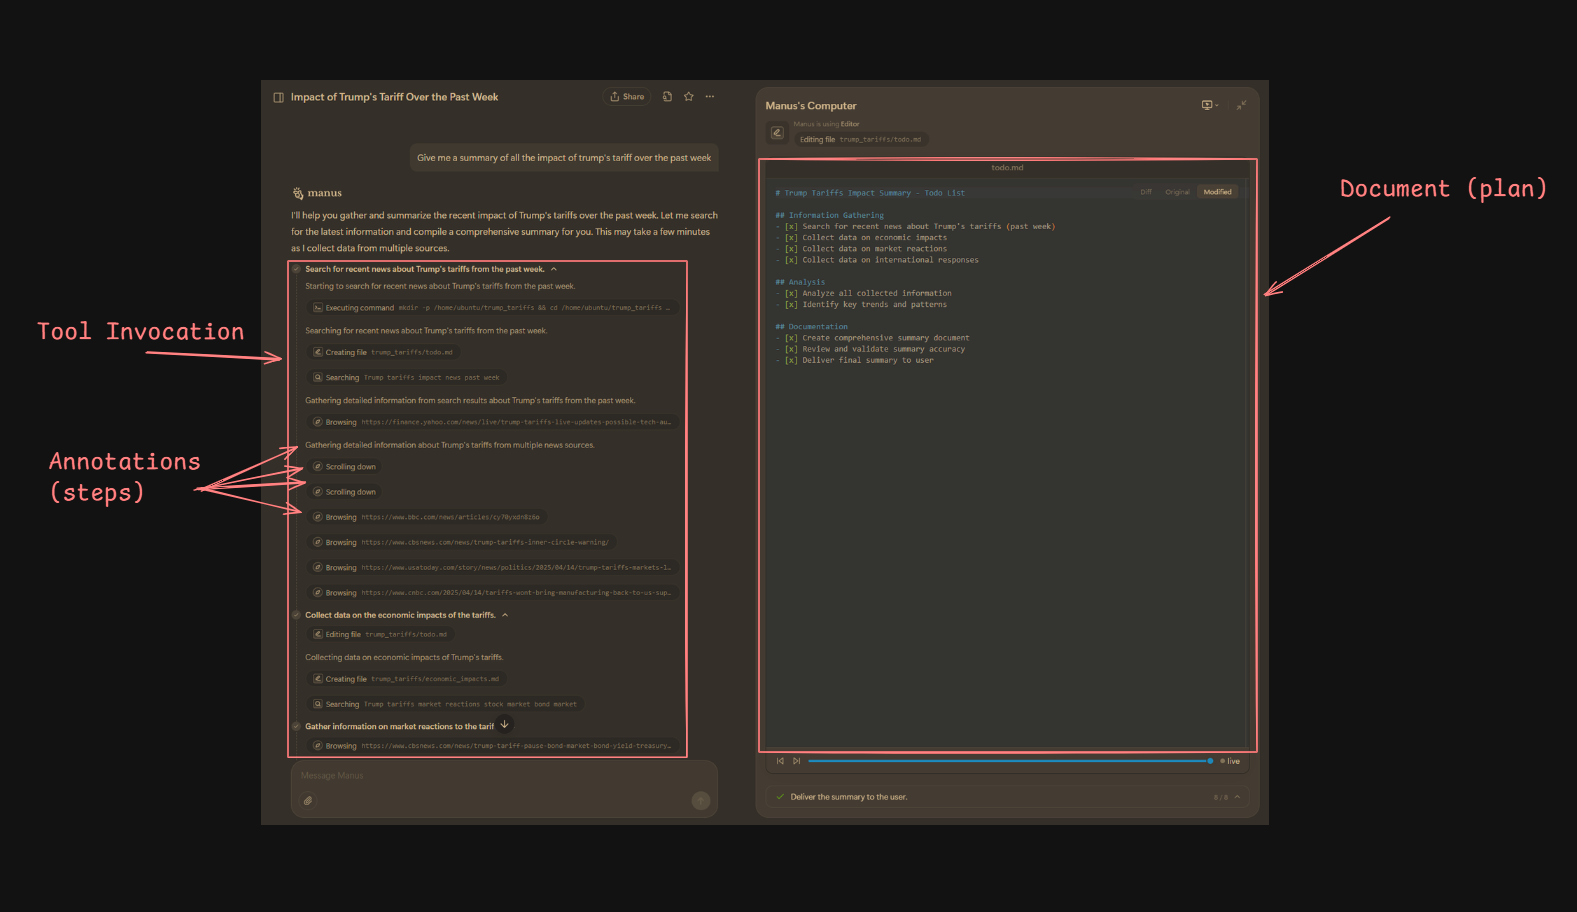 Impact of Trump's Tariff Over the Past Week
Share
Give me a summary of all the impact of trump's tariff over the past week
manus
I'll help you gather and summarize the recent impact of Trump's tariffs over the past week. Let me search
for the latest information and compile a comprehensive summary for you. This may take a few minutes
as I collect data from multiple sources.
Tool Invocation
Annotations
(steps)
Search for recent news about Trump's tariffs from the past week.
Starting to search for recent news about Trump's tariffs from the past week.
Executing command mkdir -p /home/ubuntu/trump_tariffs && cd /home/ubuntu/trump_tariffs …
Searching for recent news about Trump's tariffs from the past week.
Creating file trump_tariffs/todo.md
Searching Trump tariffs impact news past week
Gathering detailed information from search results about Trump's tariffs from the past week.
Browsing https://finance.yahoo.com/news/live/trump-tariffs-live-updates-possible-tech-au…
Gathering detailed information about Trump's tariffs from multiple news sources.
Scrolling down
Scrolling down
Browsing https://www.bbc.com/news/articles/
Browsing https://www.cbsnews.com/news/trump-tariffs-inner-circle-warning/
Browsing https://www.usatoday.com/story/news/politics/2025/04/14/trump-tariffs-markets-l…
Browsing https://www.cnbc.com/2025/04/14/tariffs-wont-bring-manufacturing-back-to-us-sup…
Collect data on the economic impacts of the tariffs.
Editing file trump_tariffs/todo.md
Collecting data on economic impacts of Trump's tariffs.
Creating file trump_tariffs/economic_impacts.md
Searching Trump tariffs market reactions stock market bond market
Gather information on market reactions to the tarif
Browsing https://www.cbsnews.com/news/trump-tariff-pause-bond-market-bond-yield-treasury…
Message Manus
Manus's Computer
Manus is using Editor
Editing file trump_tariffs/todo.md
todo.md
Diff Original Modified
# Trump Tariffs Impact Summary - Todo List
## Information Gathering
- [x] Search for recent news about Trump's tariffs (past week)
- [x] Collect data on economic impacts
- [x] Collect data on market reactions
- [x] Collect data on international responses
## Analysis
- [x] Analyze all collected information
- [x] Identify key trends and patterns
## Documentation
- [x] Create comprehensive summary document
- [x] Review and validate summary accuracy
- [x] Deliver final summary to user
live
Deliver the summary to the user.
8 / 8
Document (plan)